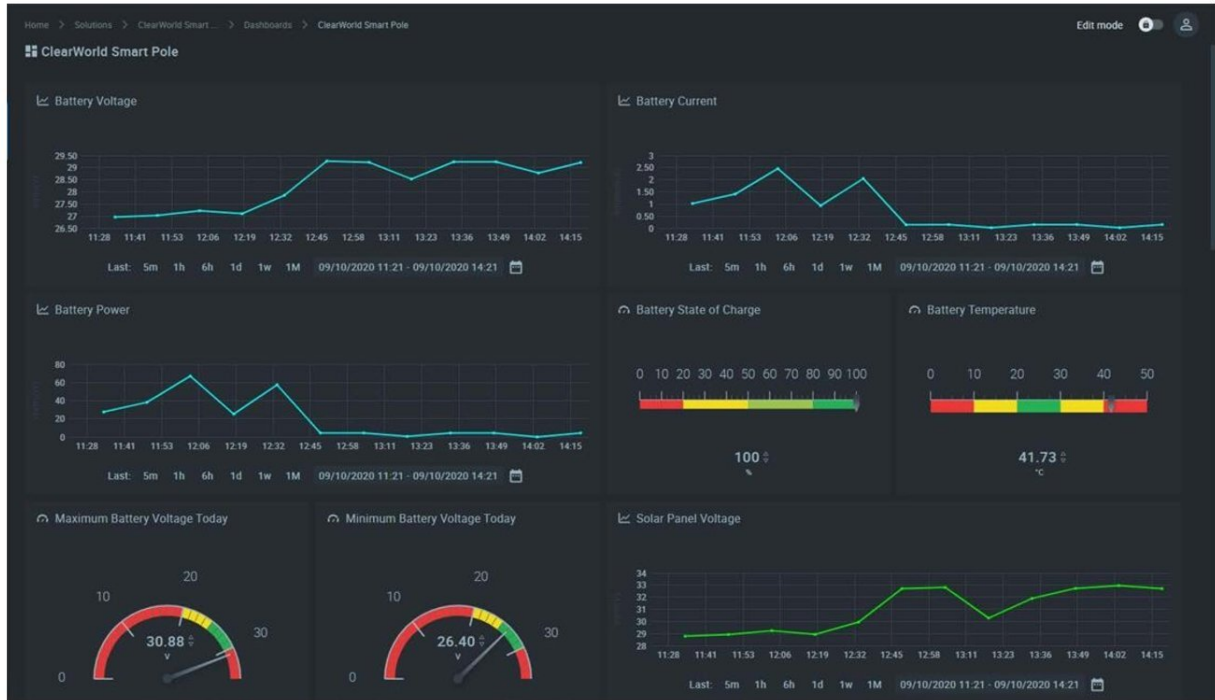 Home > Solutions > ClearWorld Smart ... > Dashboards > ClearWorld Smart Pole
Edit mode
ClearWorld Smart Pole
Battery Voltage
29.50
29
28.50
28
27.50
27
26.50
11:28 11:41 11:53 12:06 12:19 12:32 12:45 12:58 13:11 13:23 13:36 13:49 14:02 14:15
Last: 5m 1h 6h 1d 1w 1M 09/10/2020 11:21 - 09/10/2020 14:21
Battery Current
3
2.50
2
1.50
1
0.50
0
11:28 11:41 11:53 12:06 12:19 12:32 12:45 12:58 13:11 13:23 13:36 13:49 14:02 14:15
Last: 5m 1h 6h 1d 1w 1M 09/10/2020 11:21 - 09/10/2020 14:21
Battery Power
80
60
40
20
0
11:28 11:41 11:53 12:06 12:19 12:32 12:45 12:58 13:11 13:23 13:36 13:49 14:02 14:15
Last: 5m 1h 6h 1d 1w 1M 09/10/2020 11:21 - 09/10/2020 14:21
Battery State of Charge
0 10 20 30 40 50 60 70 80 90 100
100
%
Battery Temperature
0 10 20 30 40 50
41.73
°C
Maximum Battery Voltage Today
0 10 20 30
30.88
V
Minimum Battery Voltage Today
0 10 20 30
26.40
V
Solar Panel Voltage
34
33
32
31
30
29
28
11:28 11:41 11:53 12:06 12:19 12:32 12:45 12:58 13:11 13:23 13:36 13:49 14:02 14:15
Last: 5m 1h 6h 1d 1w 1M 09/10/2020 11:21 - 09/10/2020 14:21